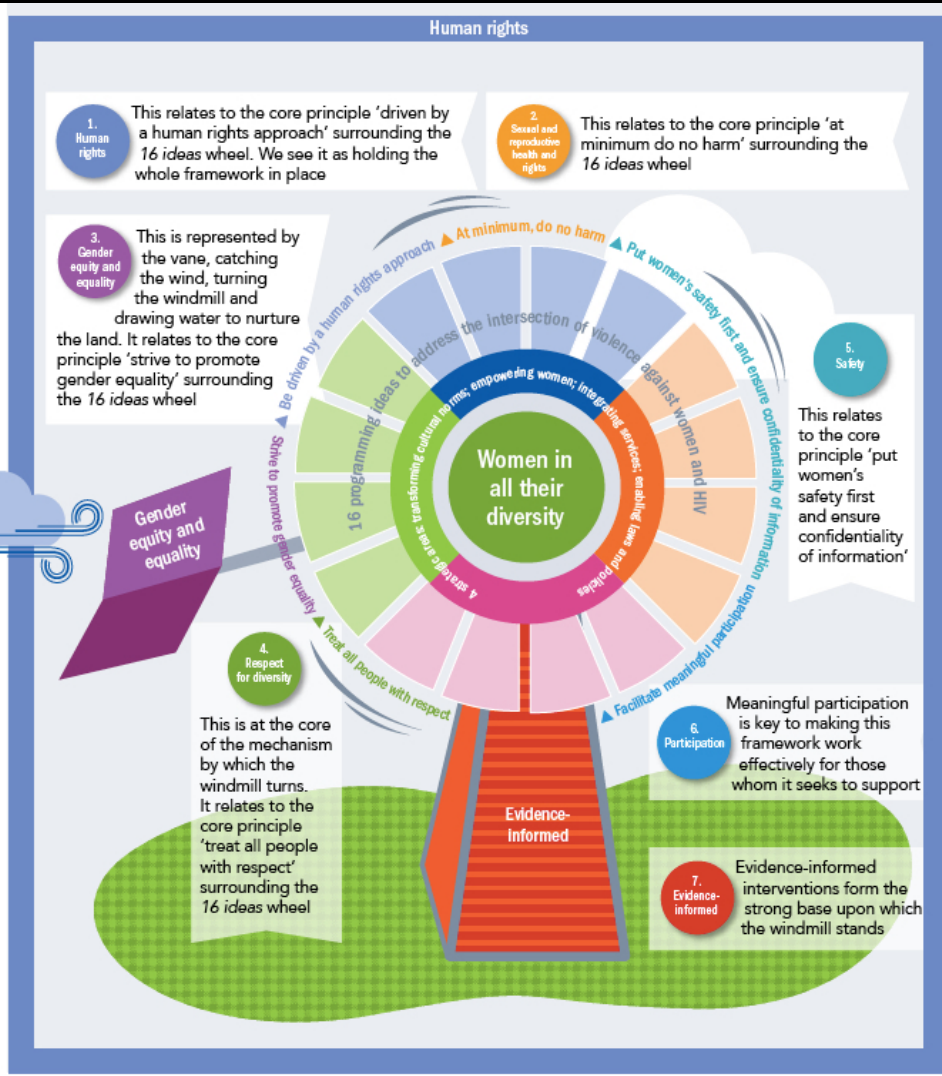 Human rights
1.
Human
rights
This relates to the core principle 'driven by
a human rights approach' surrounding the
16 ideas wheel. We see it as holding the
whole framework in place
2.
Sexual and
reproductive
health and
rights
This relates to the core principle 'at
minimum do no harm' surrounding the
16 ideas wheel
3.
Gender
equity and
equality
This is represented by
the vane, catching
the wind, turning
the windmill and
drawing water to nurture
the land. It relates to the core
principle 'strive to promote
gender equality' surrounding
the 16 ideas wheel
▲ Be driven by a human rights approach
▲ At minimum, do no harm
▲ Put women's safety first and ensure confidentiality of information
▲ Facilitate meaningful participation
▲ Treat all people with respect
Strive to promote gender equality
16 programming ideas to address the intersection of violence against women and HIV
4 strategic areas: transforming cultural norms; empowering women; integrating services; enabling laws and policies
Women in
all their
diversity
5.
Safety
This relates
to the core
principle 'put
women's
safety first
and ensure
confidentiality
of information'
Gender
equity and
equality
4.
Respect
for diversity
This is at the core
of the mechanism
by which the
windmill turns.
It relates to the
core principle
'treat all people
with respect'
surrounding the
16 ideas wheel
6.
Participation
Meaningful participation
is key to making this
framework work
effectively for those
whom it seeks to support
Evidence-
informed
7.
Evidence-
informed
Evidence-informed
interventions form the
strong base upon which
the windmill stands